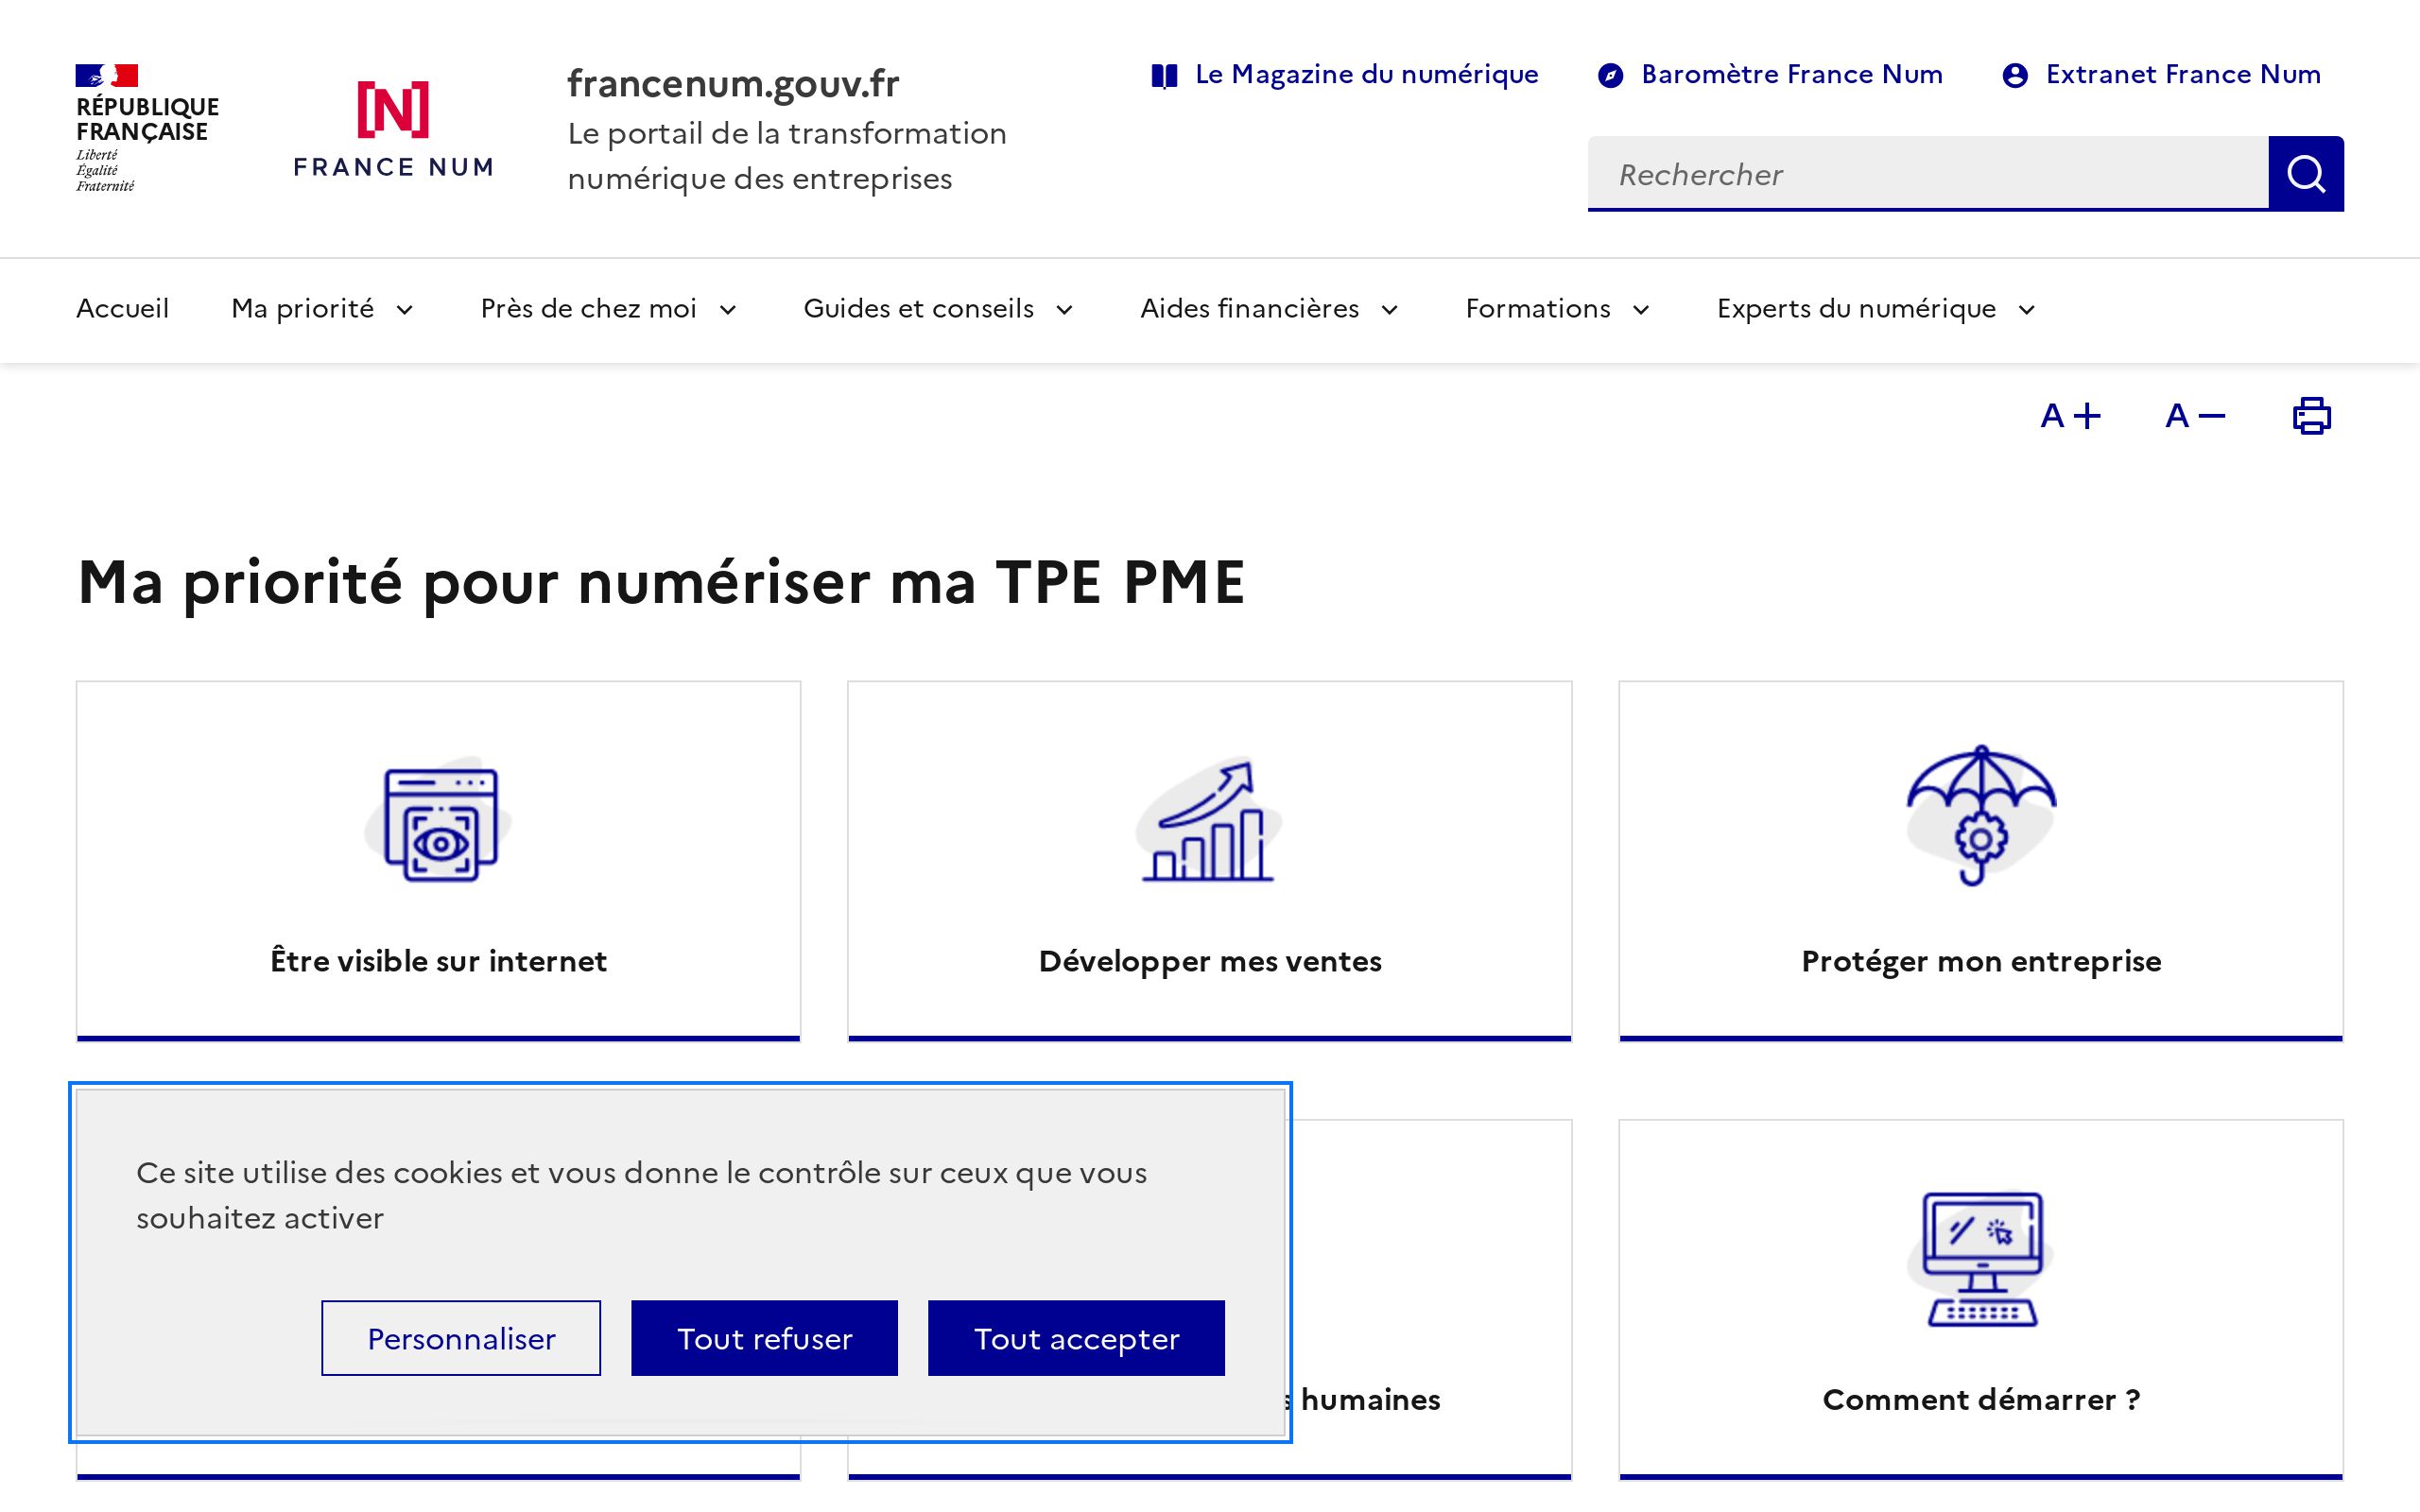 RÉPUBLIQUE
FRANÇAISE
Liberté
Égalité
Fraternité
[N]
FRANCE NUM
francenum.gouv.fr
Le portail de la transformation
numérique des entreprises
Le Magazine du numérique
Baromètre France Num
Extranet France Num
Rechercher
Accueil
Ma priorité
Près de chez moi
Guides et conseils
Aides financières
Formations
Experts du numérique
A+
A−
Ma priorité pour numériser ma TPE PME
Être visible sur internet
Développer mes ventes
Protéger mon entreprise
Ce site utilise des cookies et vous donne le contrôle sur ceux que vous
souhaitez activer
Personnaliser
Tout refuser
Tout accepter
humaines
Comment démarrer ?